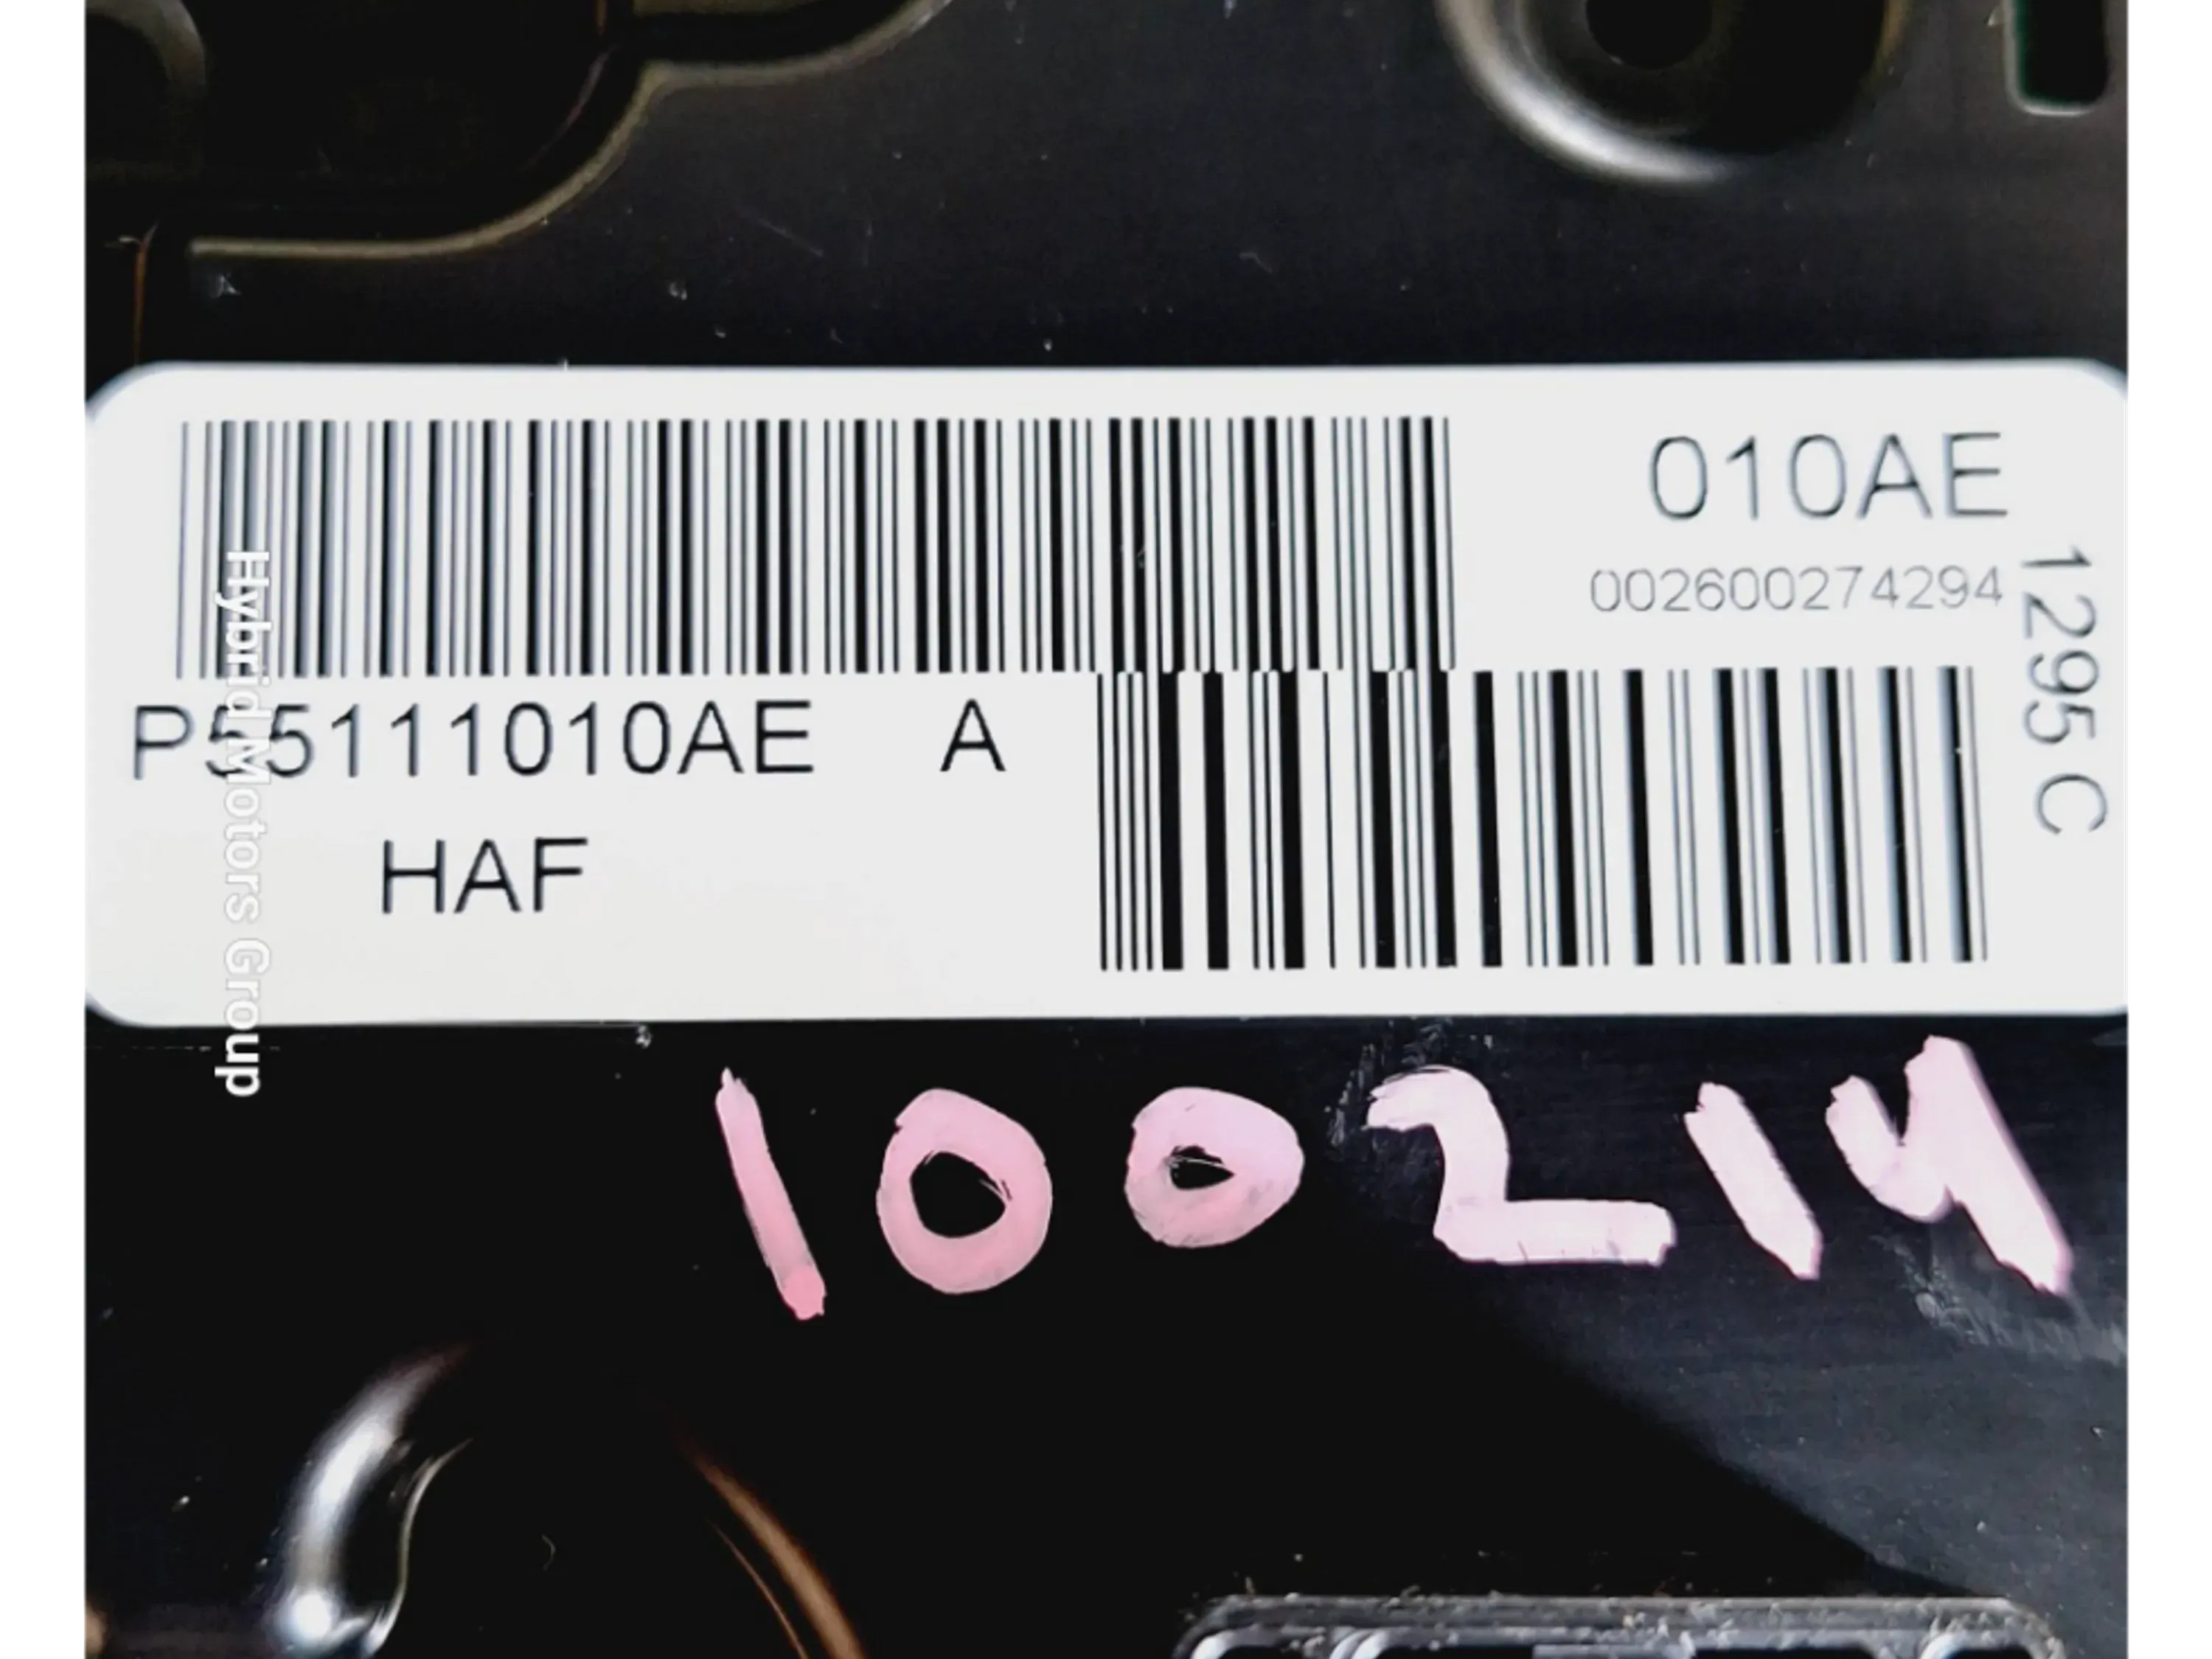 010AE
002600274294
1295 C
P55111010AE A
HAF
Hybrid Motors Group
100214